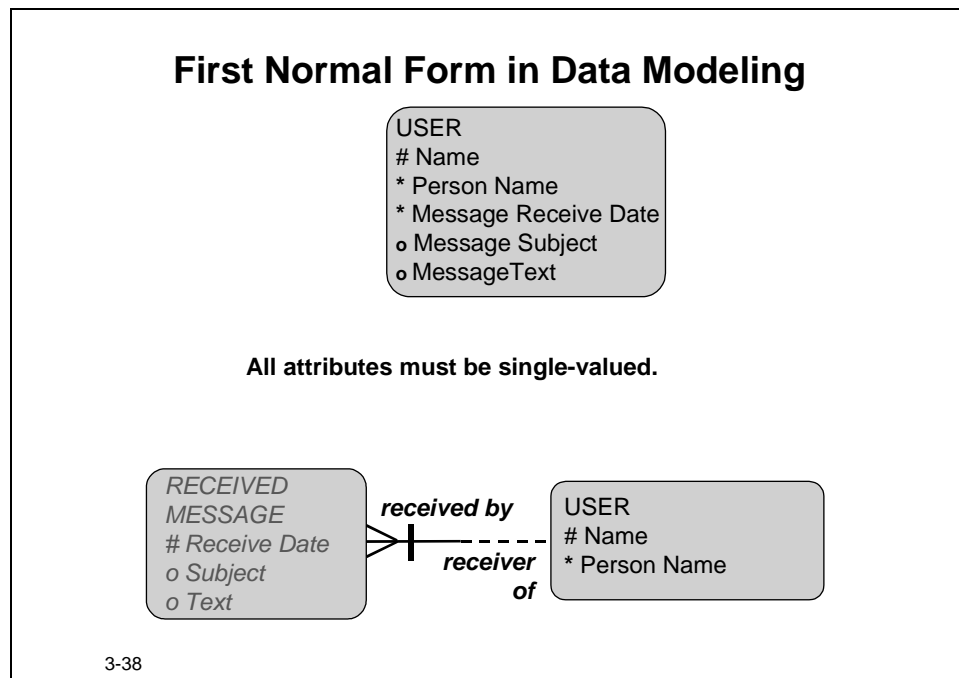 First Normal Form in Data Modeling
USER
# Name
* Person Name
* Message Receive Date
o Message Subject
o MessageText
All attributes must be single-valued.
RECEIVED
MESSAGE
# Receive Date
o Subject
o Text
received by
receiver
of
USER
# Name
* Person Name
3-38